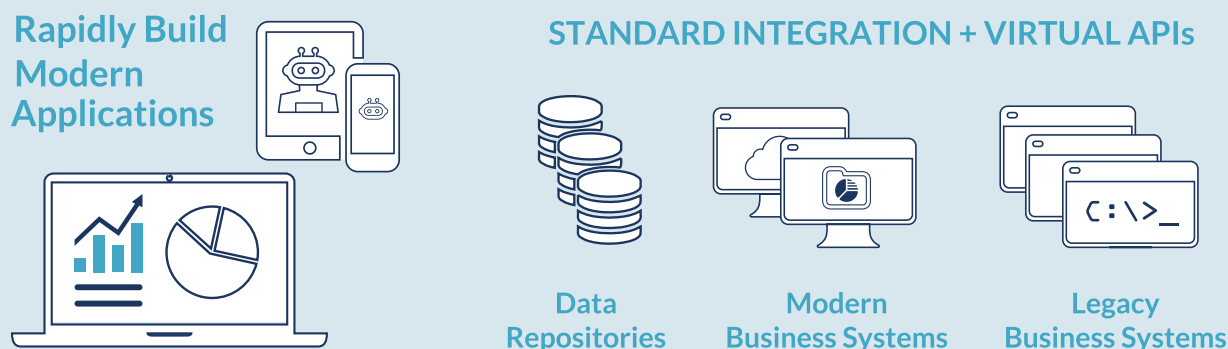 Rapidly Build
Modern
Applications
STANDARD INTEGRATION + VIRTUAL APIs
C:\>_
Data
Repositories
Modern
Business Systems
Legacy
Business Systems